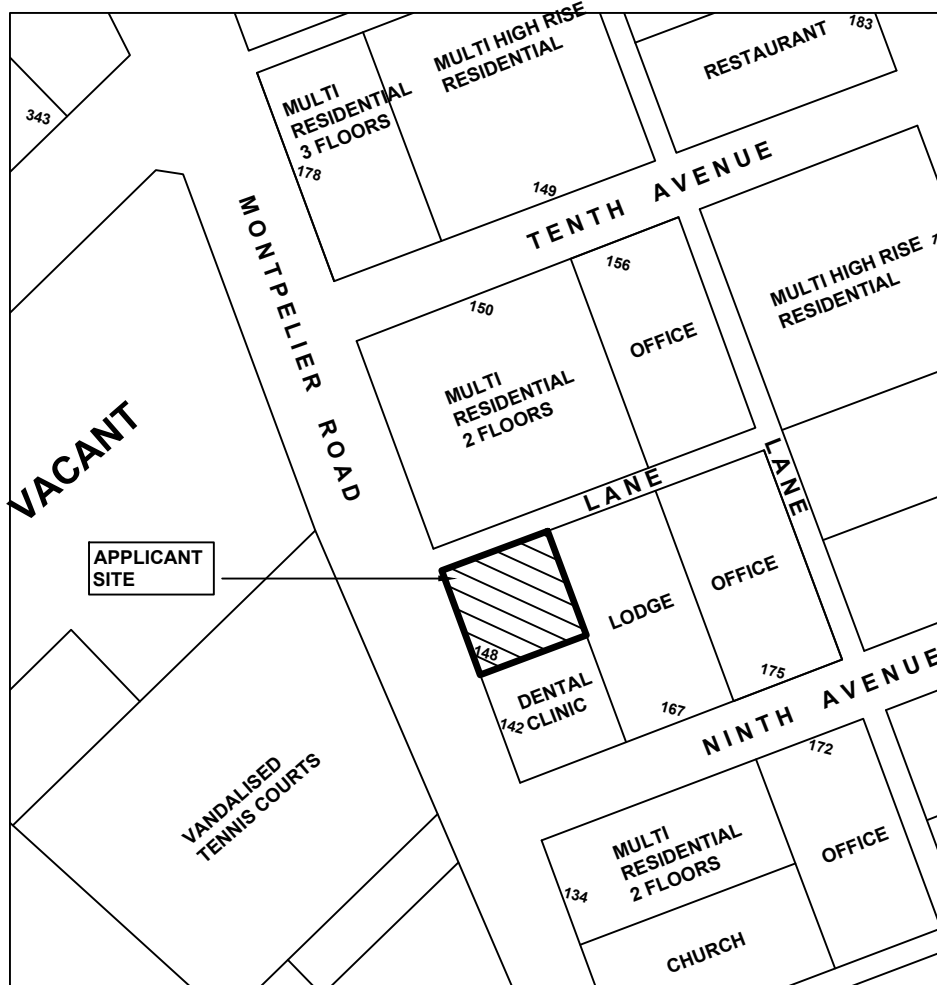 MULTI HIGH RISE
RESIDENTIAL
183
RESTAURANT
343
MULTI
RESIDENTIAL
3 FLOORS
178
149
TENTH AVENUE
MONTPELIER ROAD
156
150
OFFICE
MULTI HIGH RISE
RESIDENTIAL
MULTI
RESIDENTIAL
2 FLOORS
VACANT
LANE
LANE
APPLICANT
SITE
148
LODGE
OFFICE
DENTAL
CLINIC
142
167
175
NINTH AVENUE
172
VANDALISED
TENNIS COURTS
MULTI
RESIDENTIAL
2 FLOORS
134
OFFICE
CHURCH